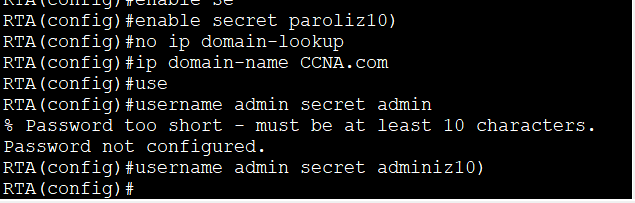 RTA(config)#enable Se
RTA(config)#enable secret paroliz10)
RTA(config)#no ip domain-lookup
RTA(config)#ip domain-name CCNA.com
RTA(config)#use
RTA(config)#username admin secret admin
% Password too short - must be at least 10 characters.
Password not configured.
RTA(config)#username admin secret adminiz10)
RTA(config)#